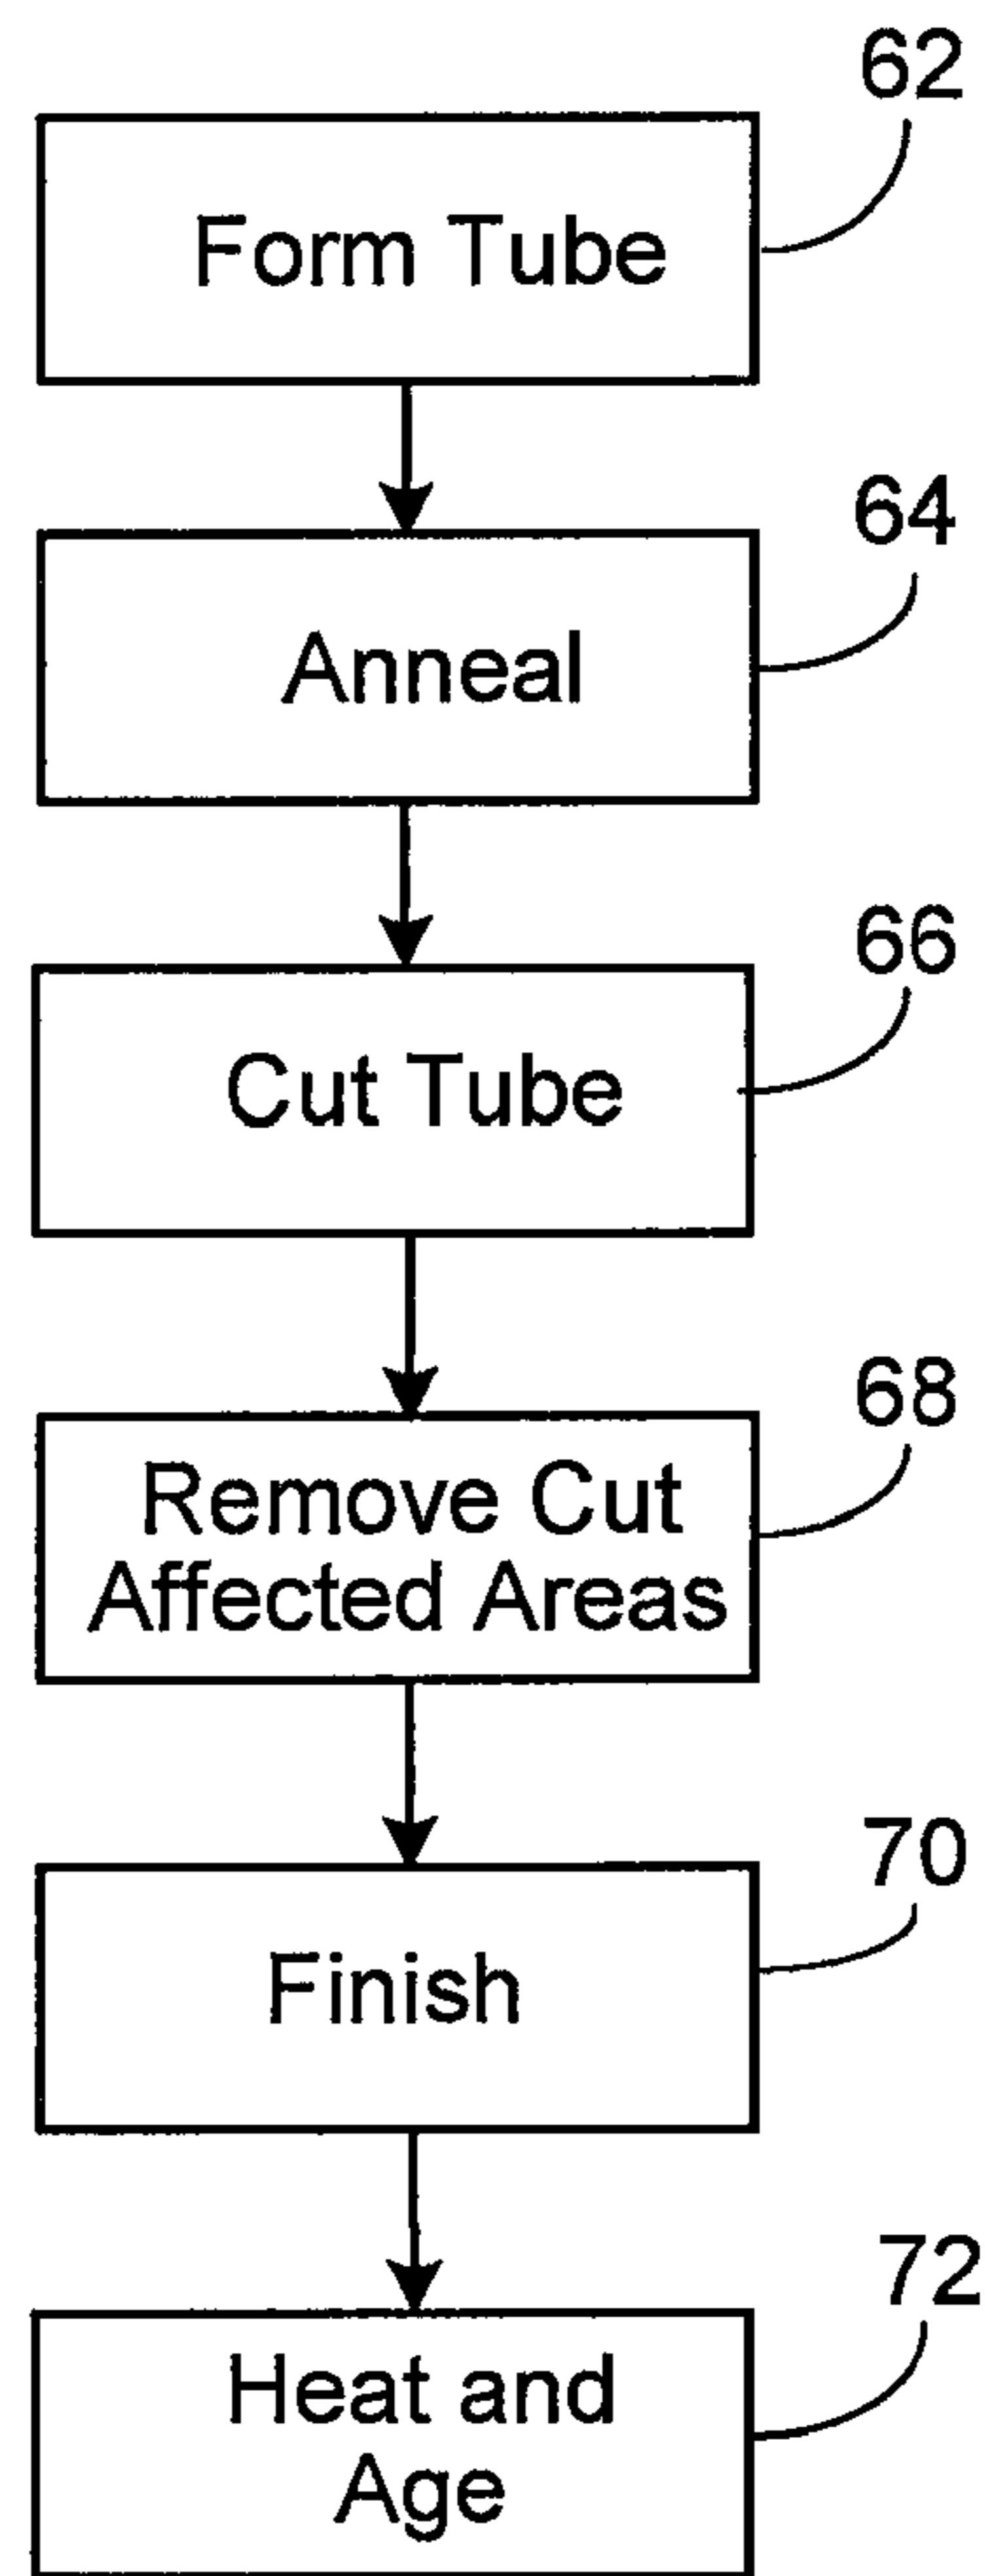 62
Form Tube
64
Anneal
66
Cut Tube
68
Remove Cut
Affected Areas
70
Finish
72
Heat and
Age